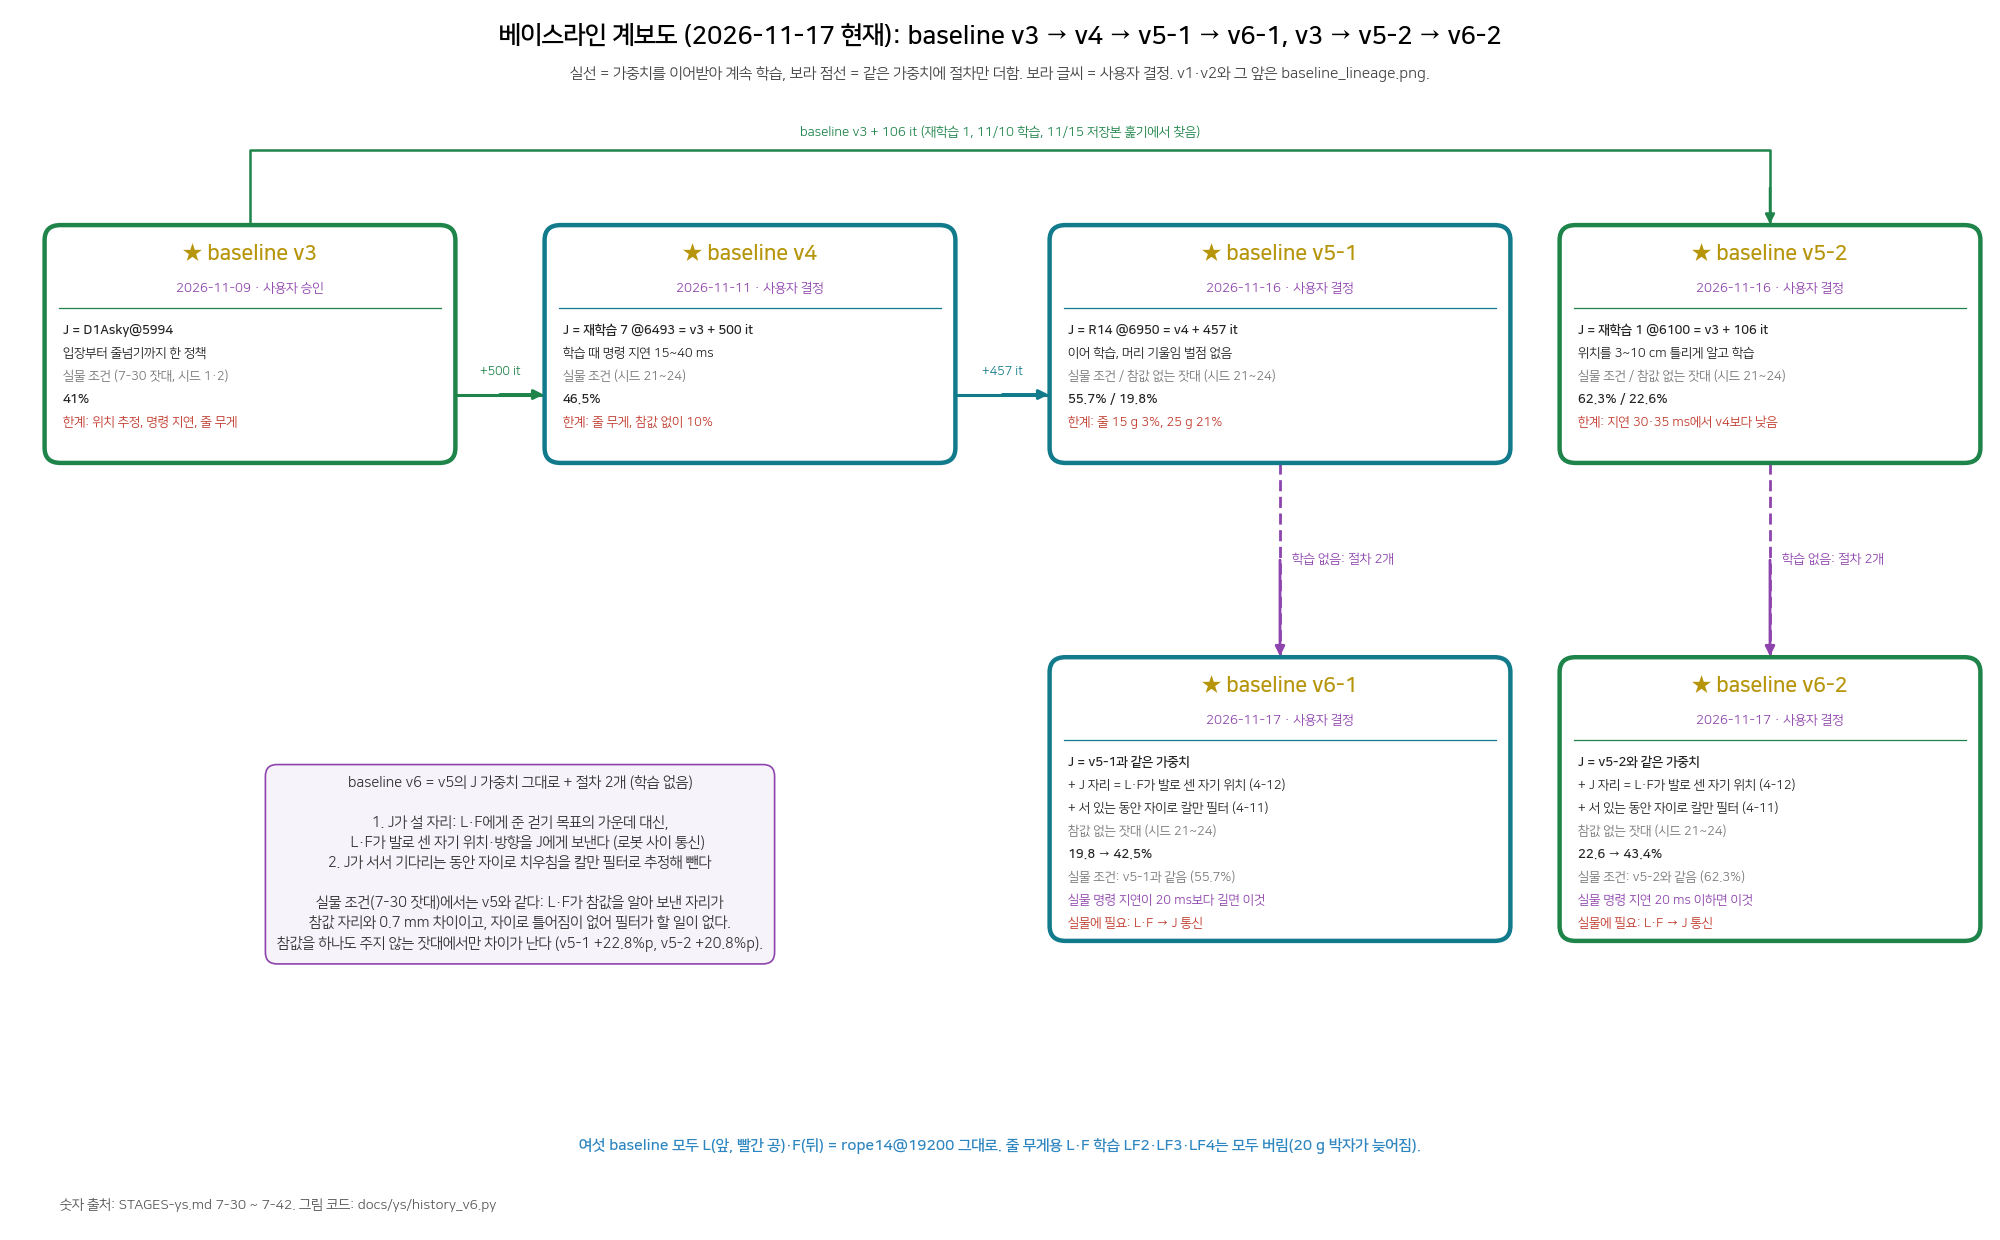 베이스라인 계보도 (2026-11-17 현재): baseline v3 → v4 → v5-1 → v6-1, v3 → v5-2 → v6-2
실선 = 가중치를 이어받아 계속 학습, 보라 점선 = 같은 가중치에 절차만 더함. 보라 글씨 = 사용자 결정. v1·v2와 그 앞은 baseline_lineage.png.
baseline v3 + 106 it (재학습 1, 11/10 학습, 11/15 저장본 훑기에서 찾음)
★ baseline v3
2026-11-09 · 사용자 승인
J = D1Asky@5994
입장부터 줄넘기까지 한 정책
실물 조건 (7-30 잣대, 시드 1·2)
41%
한계: 위치 추정, 명령 지연, 줄 무게
+500 it
★ baseline v4
2026-11-11 · 사용자 결정
J = 재학습 7 @6493 = v3 + 500 it
학습 때 명령 지연 15~40 ms
실물 조건 (시드 21~24)
46.5%
한계: 줄 무게, 참값 없이 10%
+457 it
★ baseline v5-1
2026-11-16 · 사용자 결정
J = R14 @6950 = v4 + 457 it
이어 학습, 머리 기울임 벌점 없음
실물 조건 / 참값 없는 잣대 (시드 21~24)
55.7% / 19.8%
한계: 줄 15 g 3%, 25 g 21%
★ baseline v5-2
2026-11-16 · 사용자 결정
J = 재학습 1 @6100 = v3 + 106 it
위치를 3~10 cm 틀리게 알고 학습
실물 조건 / 참값 없는 잣대 (시드 21~24)
62.3% / 22.6%
한계: 지연 30·35 ms에서 v4보다 낮음
학습 없음: 절차 2개
학습 없음: 절차 2개
★ baseline v6-1
2026-11-17 · 사용자 결정
J = v5-1과 같은 가중치
+ J 자리 = L·F가 발로 센 자기 위치 (4-12)
+ 서 있는 동안 자이로 칼만 필터 (4-11)
참값 없는 잣대 (시드 21~24)
19.8 → 42.5%
실물 조건: v5-1과 같음 (55.7%)
실물 명령 지연이 20 ms보다 길면 이것
실물에 필요: L·F → J 통신
★ baseline v6-2
2026-11-17 · 사용자 결정
J = v5-2와 같은 가중치
+ J 자리 = L·F가 발로 센 자기 위치 (4-12)
+ 서 있는 동안 자이로 칼만 필터 (4-11)
참값 없는 잣대 (시드 21~24)
22.6 → 43.4%
실물 조건: v5-2와 같음 (62.3%)
실물 명령 지연 20 ms 이하면 이것
실물에 필요: L·F → J 통신
baseline v6 = v5의 J 가중치 그대로 + 절차 2개 (학습 없음)
1. J가 설 자리: L·F에게 준 걷기 목표의 가운데 대신,
L·F가 발로 센 자기 위치·방향을 J에게 보낸다 (로봇 사이 통신)
2. J가 서서 기다리는 동안 자이로 치우침을 칼만 필터로 추정해 뺀다
실물 조건(7-30 잣대)에서는 v5와 같다: L·F가 참값을 알아 보낸 자리가
참값 자리와 0.7 mm 차이이고, 자이로 틀어짐이 없어 필터가 할 일이 없다.
참값을 하나도 주지 않는 잣대에서만 차이가 난다 (v5-1 +22.8%p, v5-2 +20.8%p).
여섯 baseline 모두 L(앞, 빨간 공)·F(뒤) = rope14@19200 그대로. 줄 무게용 L·F 학습 LF2·LF3·LF4는 모두 버림(20 g 박자가 늦어짐).
숫자 출처: STAGES-ys.md 7-30 ~ 7-42. 그림 코드: docs/ys/history_v6.py